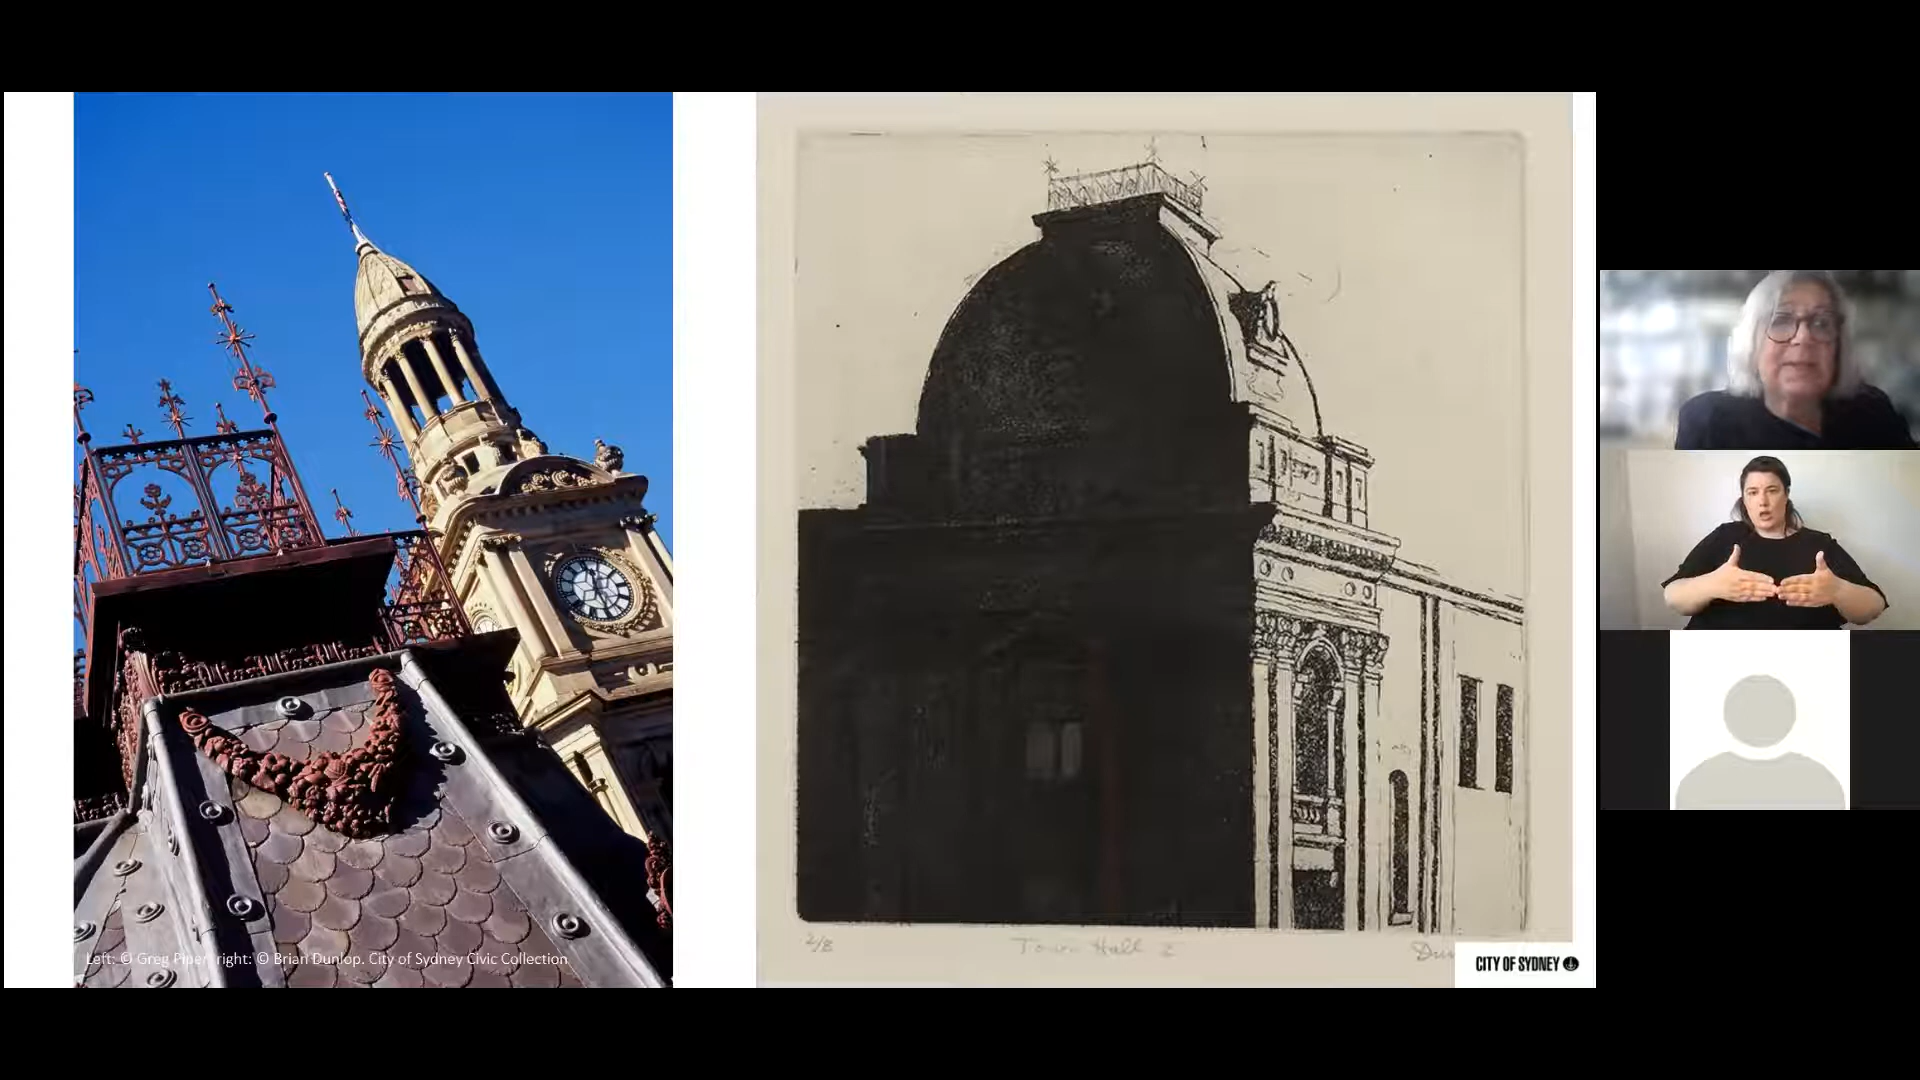 Left: © Greg Piper, right: © Brian Dunlop. City of Sydney Civic Collection
2/8
Town Hall 2
CITY OF SYDNEY